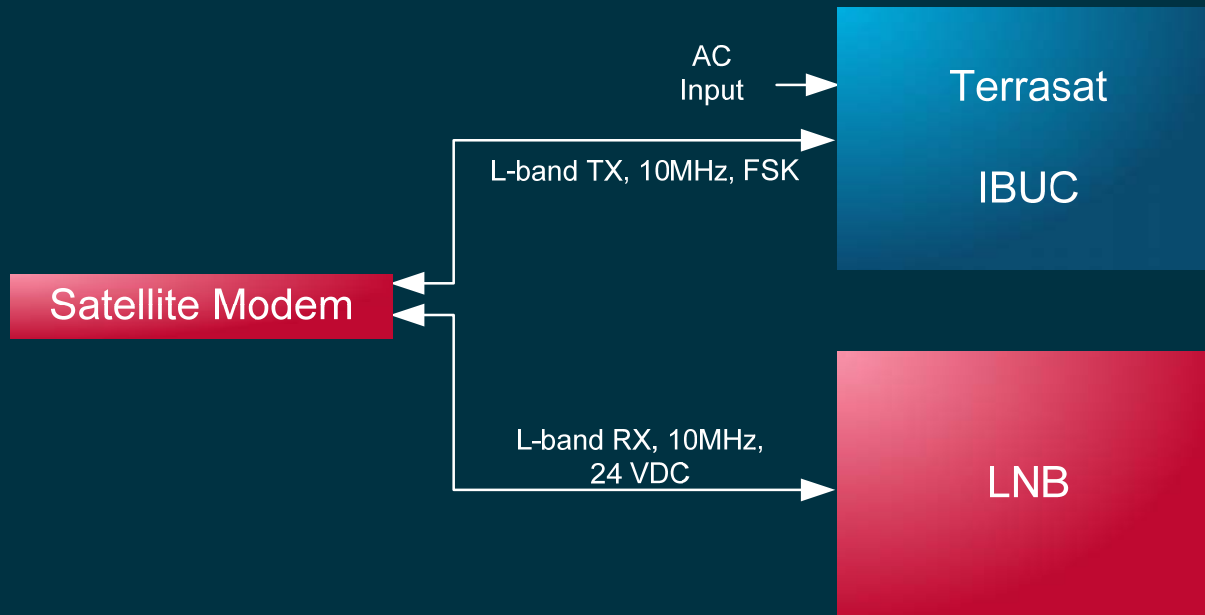 AC
Input
Terrasat
IBUC
L-band TX, 10MHz, FSK
Satellite Modem
L-band RX, 10MHz,
24 VDC
LNB